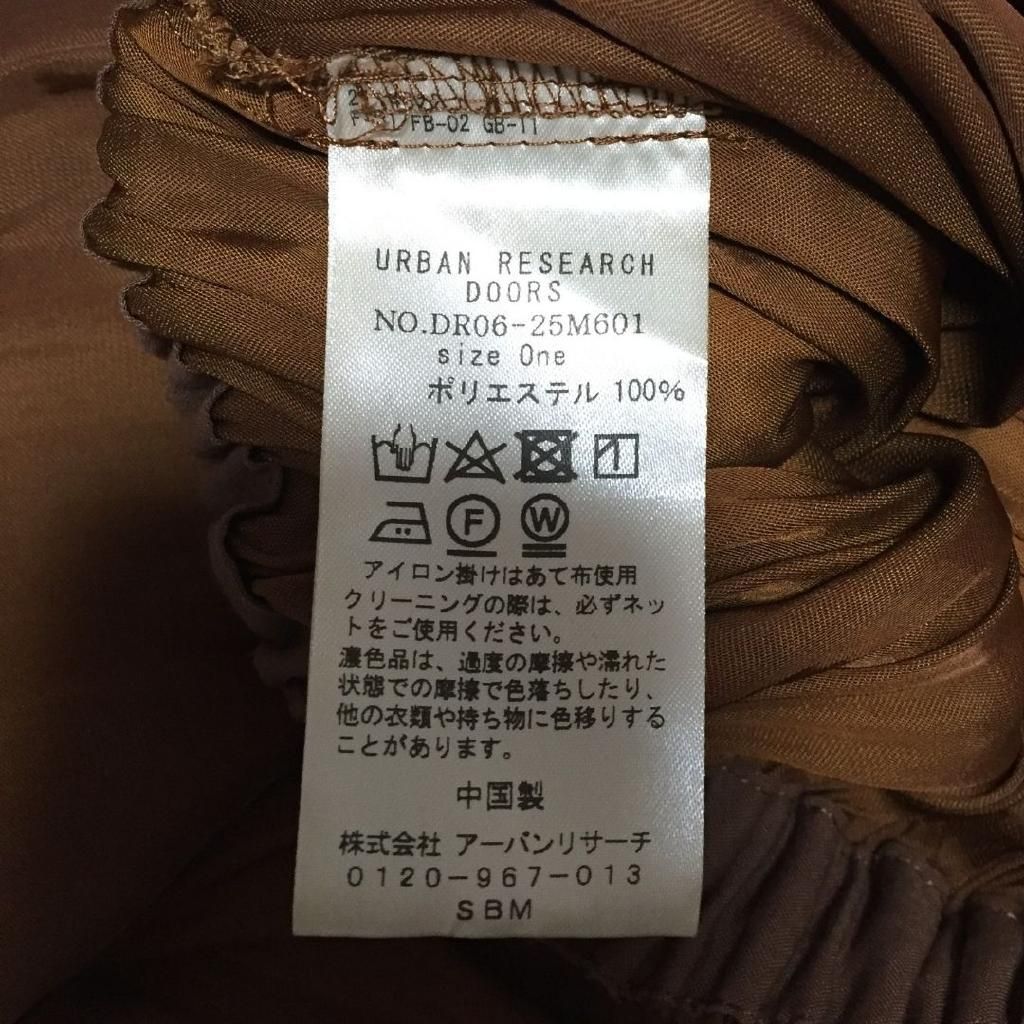 FB-02 GB-11
URBAN RESEARCH
DOORS
NO.DR06-25M601
size One
ポリエステル 100%
F W
アイロン掛けはあて布使用
クリーニングの際は、必ずネッ
トをご使用ください。
濃色品は、過度の摩擦や濡れた
状態での摩擦で色落ちしたり、
他の衣類や持ち物に色移りする
ことがあります。
中国製
株式会社 アーバンリサーチ
0120-967-013
SBM